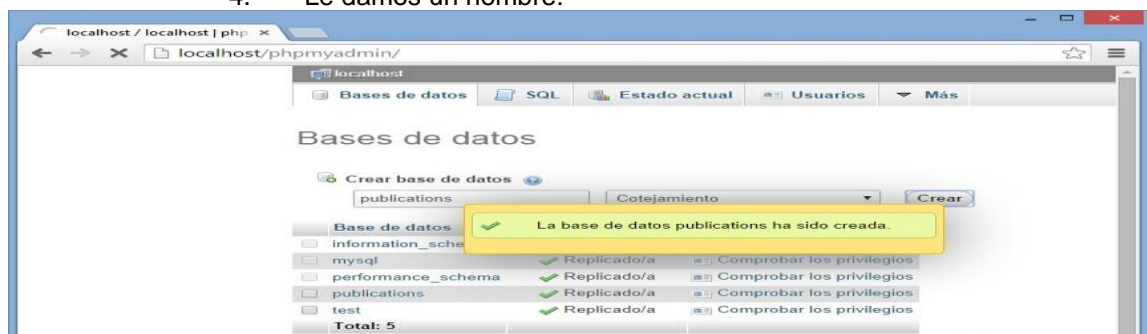 4. Le damos un nombre.
localhost / localhost | php
localhost/phpmyadmin/
localhost
Bases de datos SQL Estado actual Usuarios Más
Bases de datos
Crear base de datos
publications Cotejamiento Crear
La base de datos publications ha sido creada.
Base de datos
information_sche
mysql Replicado/a Comprobar los privilegios
performance_schema Replicado/a Comprobar los privilegios
publications Replicado/a Comprobar los privilegios
test Replicado/a Comprobar los privilegios
Total: 5